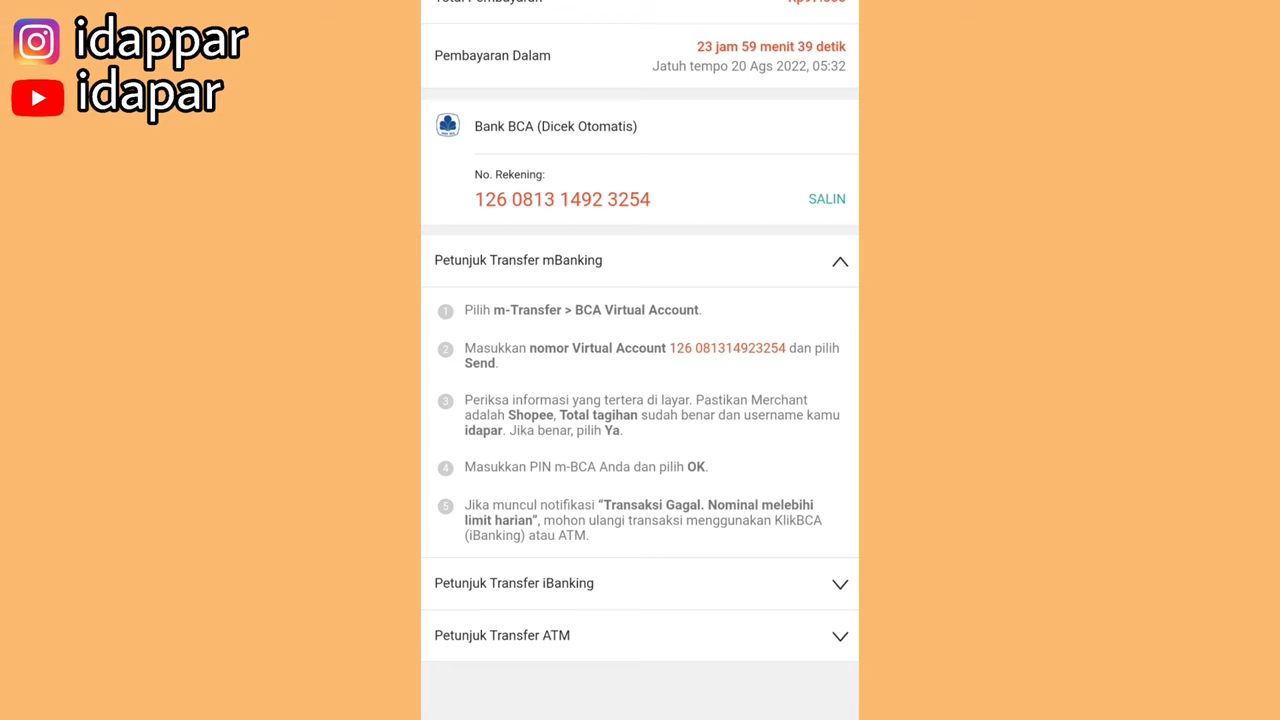 idappar
idapar
Pembayaran Dalam
23 jam 59 menit 39 detik
Jatuh tempo 20 Ags 2022, 05:32
Bank BCA (Dicek Otomatis)
No. Rekening:
126 0813 1492 3254
SALIN
Petunjuk Transfer mBanking
1 Pilih m-Transfer > BCA Virtual Account.
2 Masukkan nomor Virtual Account 126 081314923254 dan pilih
Send.
3 Periksa informasi yang tertera di layar. Pastikan Merchant
adalah Shopee, Total tagihan sudah benar dan username kamu
idapar. Jika benar, pilih Ya.
4 Masukkan PIN m-BCA Anda dan pilih OK.
5 Jika muncul notifikasi “Transaksi Gagal. Nominal melebihi
limit harian”, mohon ulangi transaksi menggunakan KlikBCA
(iBanking) atau ATM.
Petunjuk Transfer iBanking
Petunjuk Transfer ATM